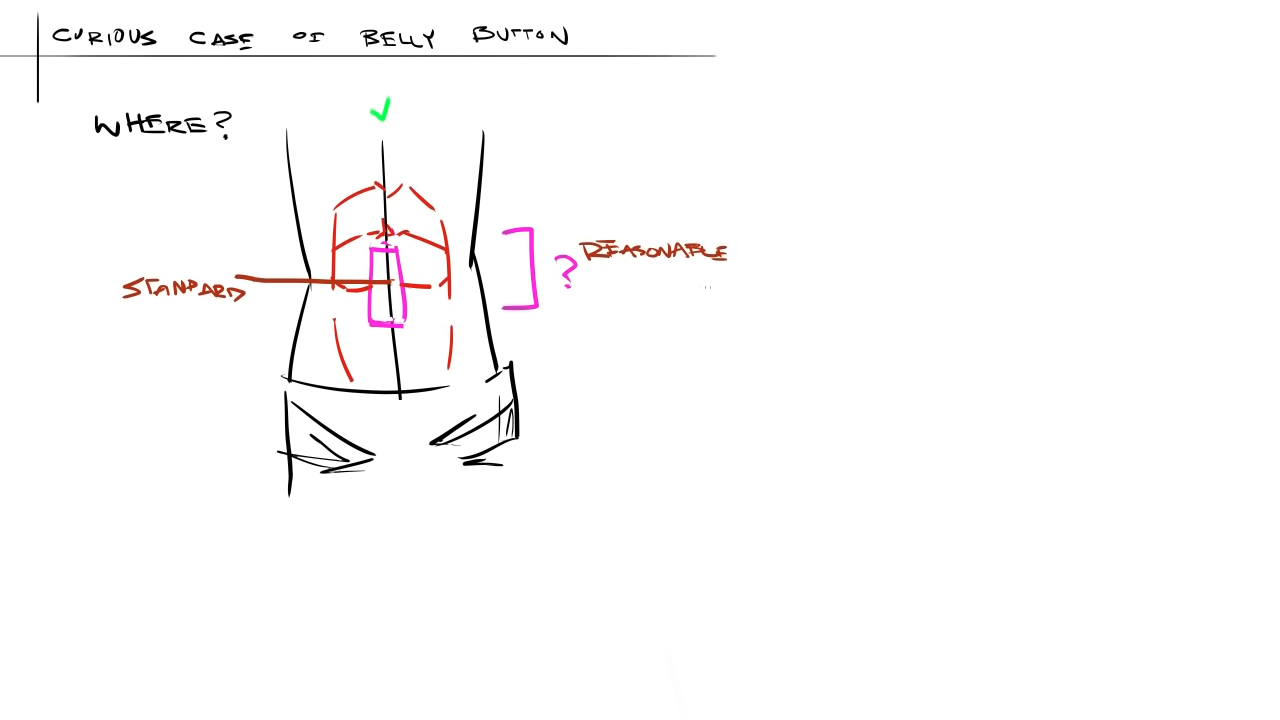 CURIOUS CASE OF BELLY BUTTON
WHERE?
REASONABLE
?
STANDARD